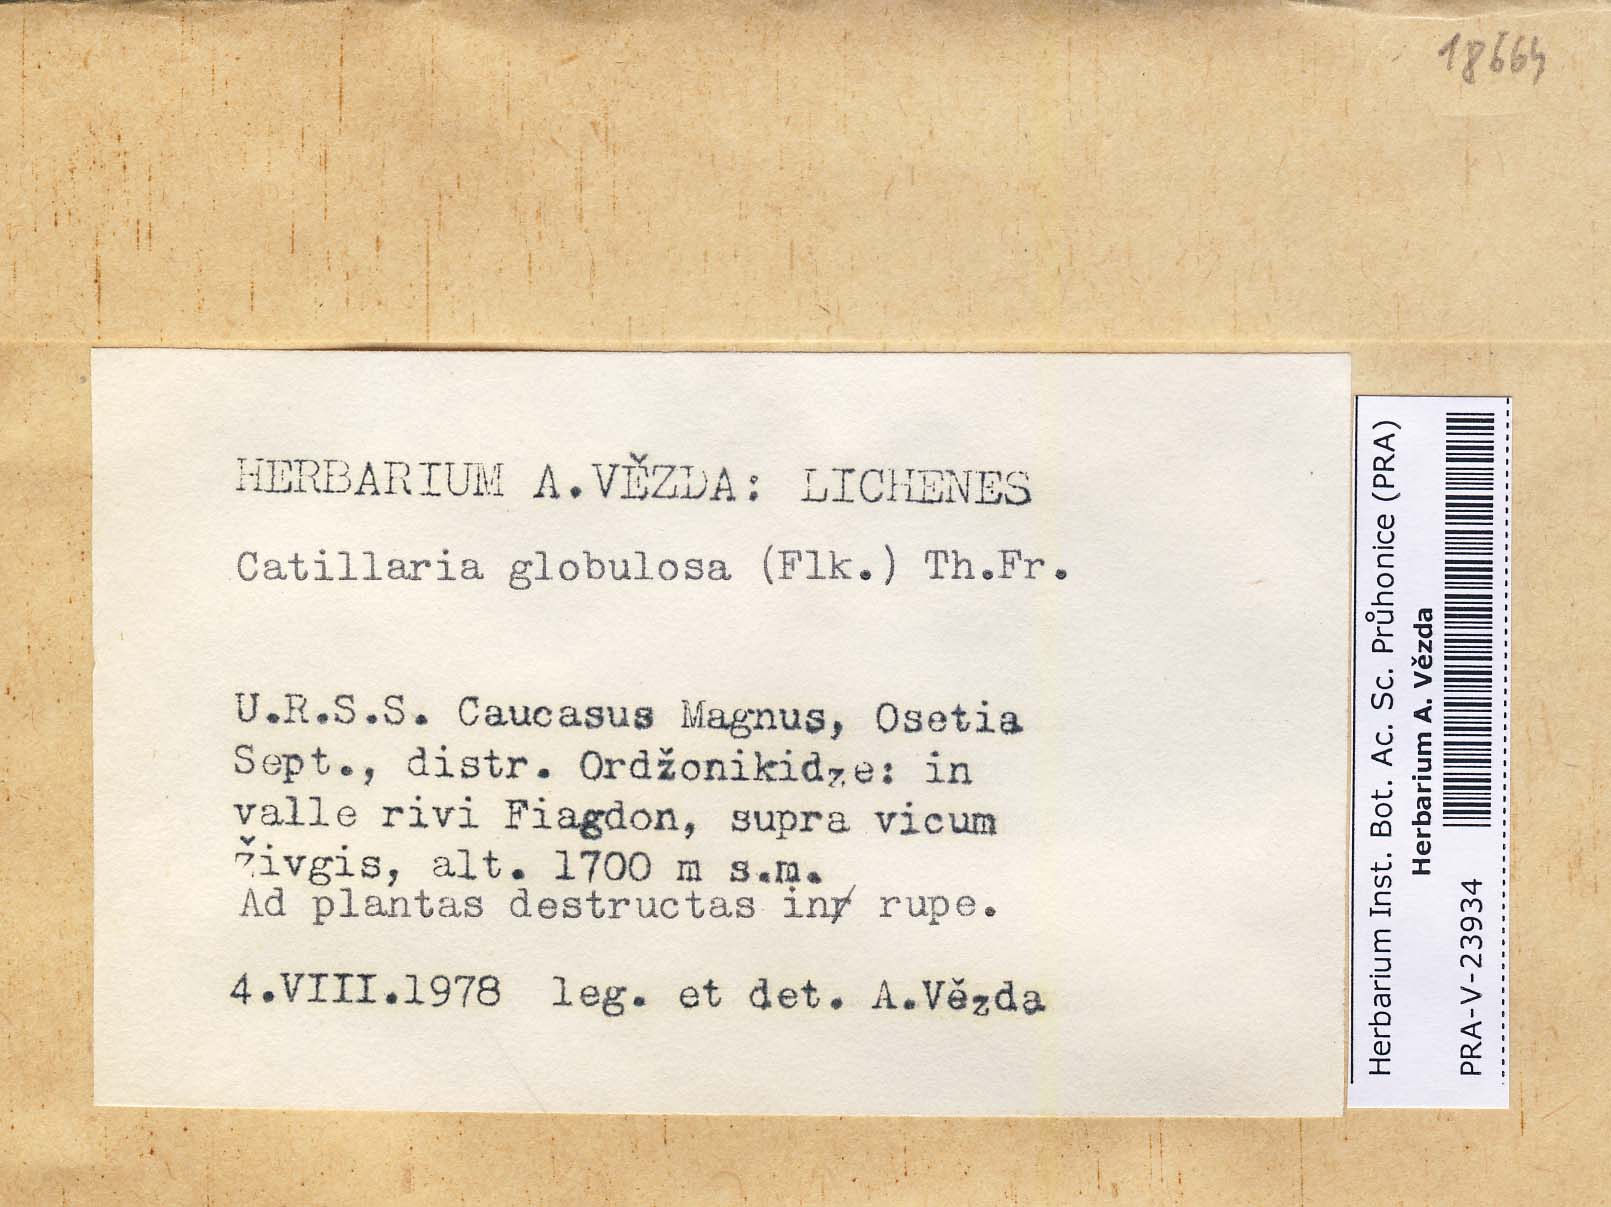 18664
HERBARIUM A.VĚZDA: LICHENES
Catillaria globulosa (Flk.) Th.Fr.
U.R.S.S. Caucasus Magnus, Osetia
Sept., distr. Ordžonikidze: in
valle rivi Fiagdon, supra vicum
Živgis, alt. 1700 m s.m.
Ad plantas destructas in rupe.
4.VIII.1978 leg. et det. A.Vězda
Herbarium Inst. Bot. Ac. Sc. Průhonice (PRA)
Herbarium A. Vězda
PRA-V-23934